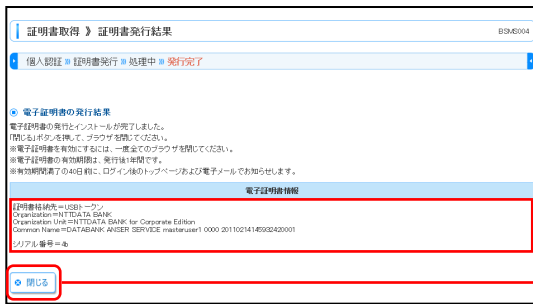 証明書取得 》 証明書発行結果
BSMS004
個人認証 » 証明書発行 » 処理中 » 発行完了
電子証明書の発行結果
電子証明書の発行とインストールが完了しました。
「閉じる」ボタンを押して、ブラウザを閉じてください。
※電子証明書を有効にするには、一度全てのブラウザを閉じてください。
※電子証明書の有効期限は、発行後1年間です。
※有効期間満了の40日前に、ログイン後のトップページおよび電子メールでお知らせします。
電子証明書情報
証明書格納先=USBトークン
Organization=NTTDATA BANK
Organization Unit=NTTDATA BANK for Corporate Edition
Common Name=DATABANK ANSER SERVICE masteruser1 0000 20110214145932420001
シリアル番号=4b
閉じる